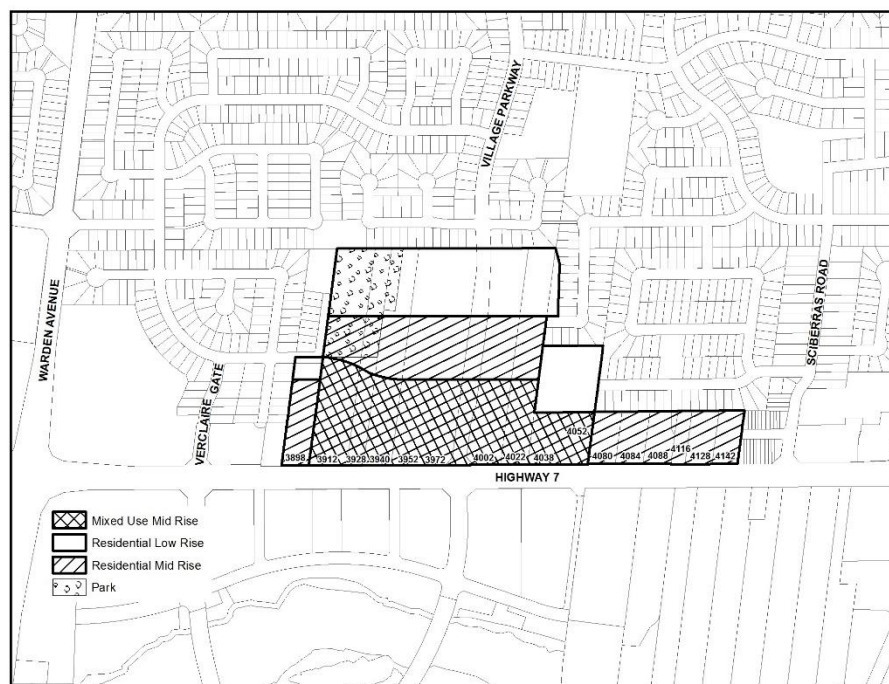 VILLAGE PARKWAY
WARDEN AVENUE
SCIBERRAS ROAD
VERCLAIRE GATE
4052
4116
3898
3912
3928
3940
3952
3972
4002
4022
4038
4080
4084
4088
4128
4142
HIGHWAY 7
Mixed Use Mid Rise
Residential Low Rise
Residential Mid Rise
Park